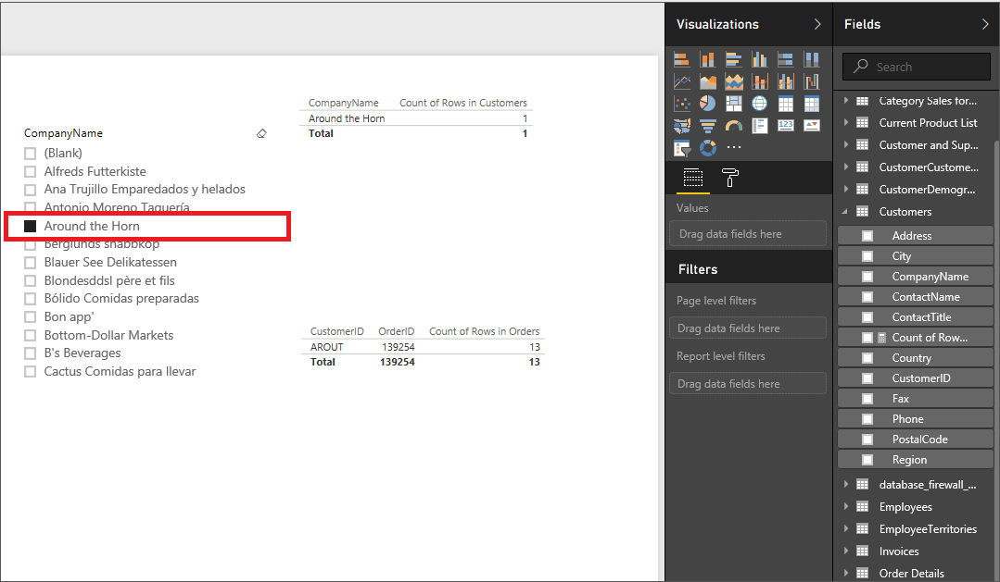 CompanyName
(Blank)
Alfreds Futterkiste
Ana Trujillo Emparedados y helados
Antonio Moreno Taquería
Around the Horn
Berglunds snabbköp
Blauer See Delikatessen
Blondesddsl père et fils
Bólido Comidas preparadas
Bon app'
Bottom-Dollar Markets
B's Beverages
Cactus Comidas para llevar
CompanyName Count of Rows in Customers
Around the Horn 1
Total 1
CustomerID OrderID Count of Rows in Orders
AROUT 139254 13
Total 139254 13
Visualizations
123
Values
Drag data fields here
Filters
Page level filters
Drag data fields here
Report level filters
Drag data fields here
Fields
Search
Category Sales for...
Current Product List
Customer and Sup...
CustomerCustome...
CustomerDemogr...
Customers
Address
City
CompanyName
ContactName
ContactTitle
Count of Row...
Country
CustomerID
Fax
Phone
PostalCode
Region
database_firewall_...
Employees
EmployeeTerritories
Invoices
Order Details